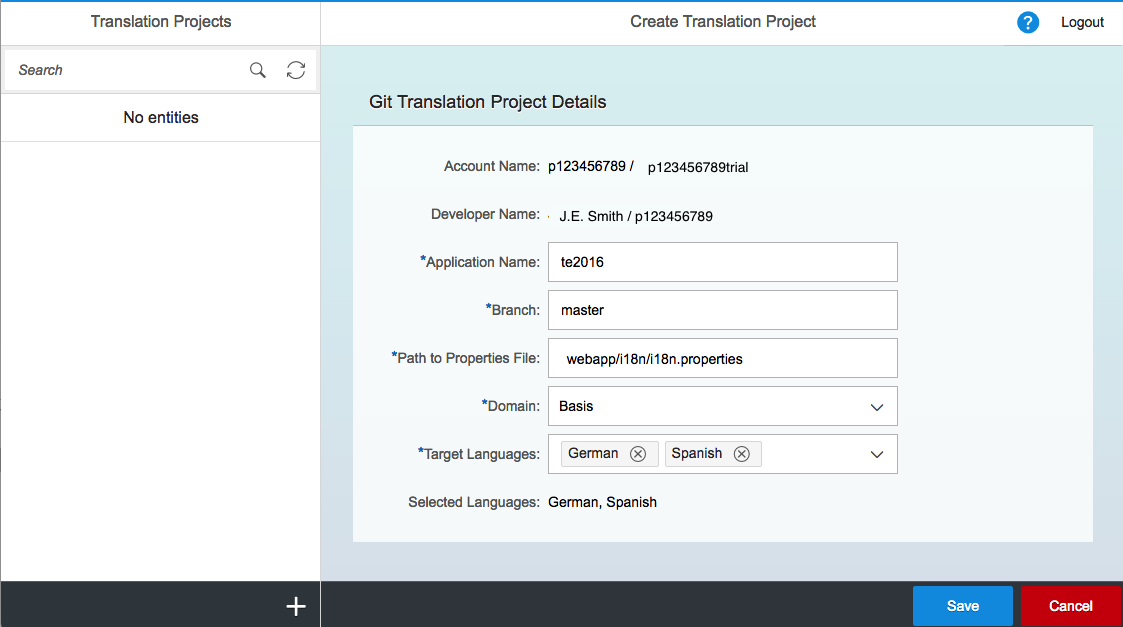 Translation Projects
Create Translation Project
? Logout
Search
No entities
Git Translation Project Details
Account Name: p123456789 / p123456789trial
Developer Name: J.E. Smith / p123456789
*Application Name: te2016
*Branch: master
*Path to Properties File: webapp/i18n/i18n.properties
*Domain: Basis
*Target Languages: German Spanish
Selected Languages: German, Spanish
+
Save
Cancel